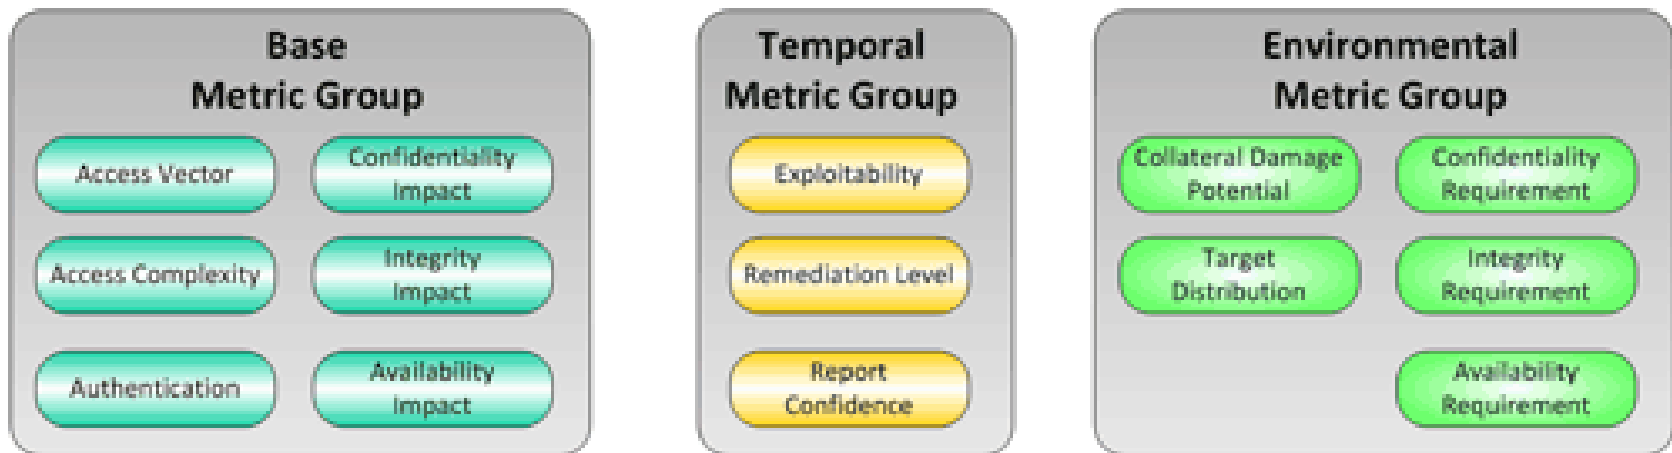 Base
Metric Group
Access Vector
Confidentiality
Impact
Access Complexity
Integrity
Impact
Authentication
Availability
Impact
Temporal
Metric Group
Exploitability
Remediation Level
Report
Confidence
Environmental
Metric Group
Collateral Damage
Potential
Confidentiality
Requirement
Target
Distribution
Integrity
Requirement
Availability
Requirement